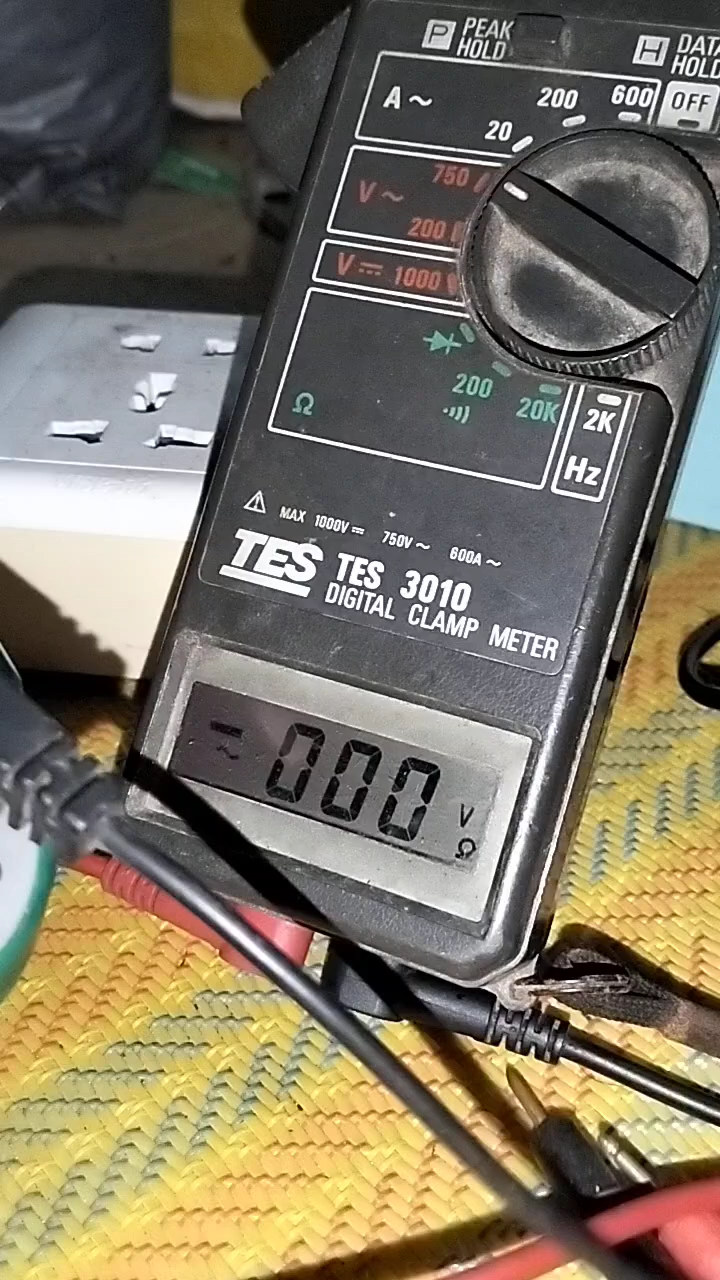 P PEAK HOLD
H DATA HOLD
A~ 200 600 OFF
20
V~ 750
200
V⎓ 1000 V
200
Ω 20K
2K
Hz
⚠ MAX 1000V⎓ 750V~ 600A~
TES TES 3010
DIGITAL CLAMP METER
~ 000 V
Ω